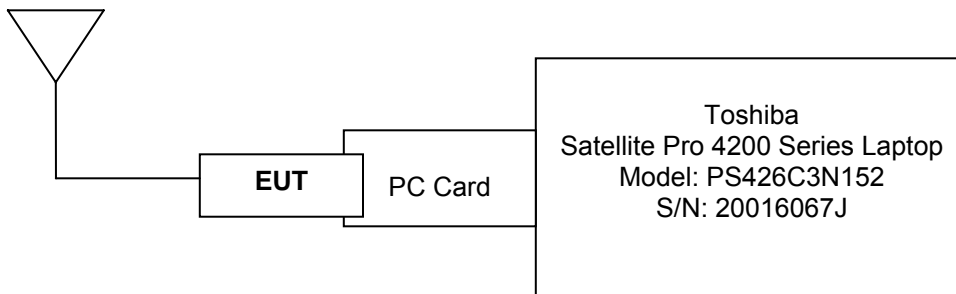 EUT
PC Card
Toshiba
Satellite Pro 4200 Series Laptop
Model: PS426C3N152
S/N: 20016067J